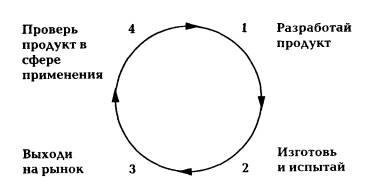 Проверь
продукт в
сфере
применения
4
1
Разработай
продукт
Выходи
на рынок
3
2
Изготовь
и испытай